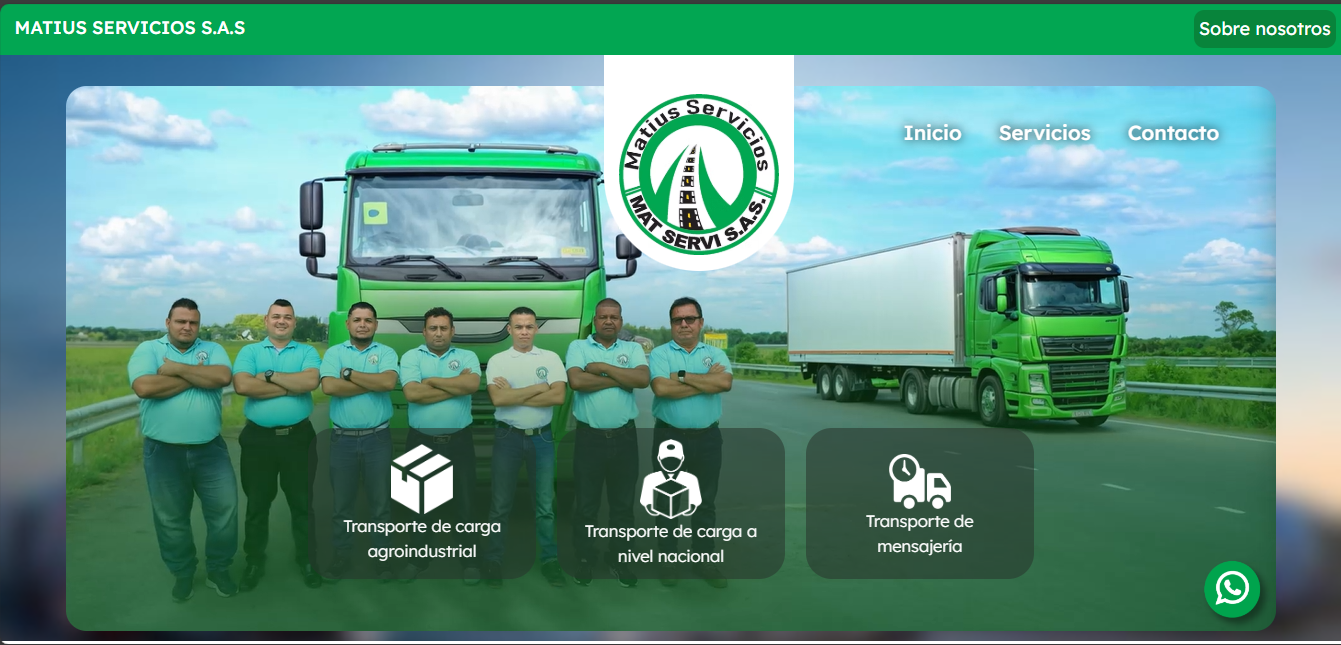 MATIUS SERVICIOS S.A.S
Sobre nosotros
Matius Servicios
MAT SERVI S.A.S.
Inicio Servicios Contacto
Transporte de carga
agroindustrial
Transporte de carga a
nivel nacional
Transporte de
mensajería